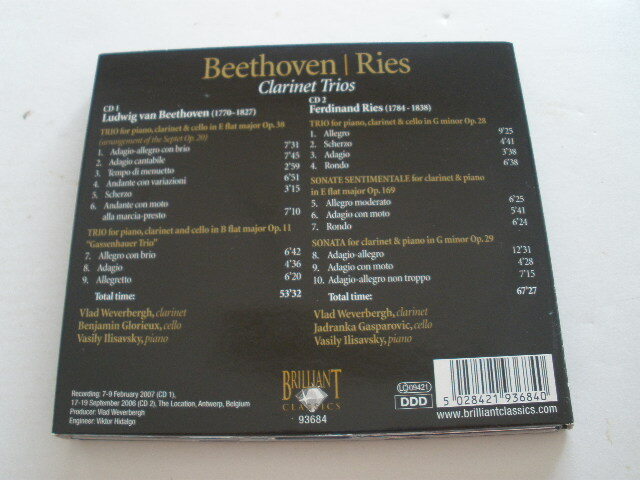 Beethoven | Ries
Clarinet Trios
CD 1
Ludwig van Beethoven (1770–1827)
TRIO for piano, clarinet & cello in E flat major Op. 38
(arrangement of the Septet Op. 20)
1. Adagio-allegro con brio 7'31
2. Adagio cantabile 7'45
3. Tempo di menuetto 2'59
4. Andante con variazioni 6'51
5. Scherzo 3'15
6. Andante con moto
alla marcia-presto 7'10
TRIO for piano, clarinet and cello in B flat major Op. 11
"Gassenhauer Trio"
7. Allegro con brio 6'42
8. Adagio 4'36
9. Allegretto 6'20
Total time: 53'32
Vlad Weverbergh, clarinet
Benjamin Glorieux, cello
Vasily Ilisavsky, piano
CD 2
Ferdinand Ries (1784 - 1838)
TRIO for piano, clarinet & cello in G minor Op. 28
1. Allegro 9'25
2. Scherzo 4'41
3. Adagio 3'38
4. Rondo 6'38
SONATE SENTIMENTALE for clarinet & piano
in E flat major Op. 169
5. Allegro moderato 6'25
6. Adagio con moto 5'41
7. Rondo 6'24
SONATA for clarinet & piano in G minor Op. 29
8. Adagio-allegro 12'31
9. Adagio con moto 4'28
10. Adagio-allegro non troppo 7'15
Total time: 67'27
Vlad Weverbergh, clarinet
Jadranka Gasparovic, cello
Vasily Ilisavsky, piano
Recording: 7-9 February 2007 (CD 1),
17-19 September 2006 (CD 2), The Location, Antwerp, Belgium
Producer: Vlad Weverbergh
Engineer: Viktor Hidalgo
BRILLIANT
CLASSICS
93684
LC 09421
DDD
5 028421 936840
www.brilliantclassics.com